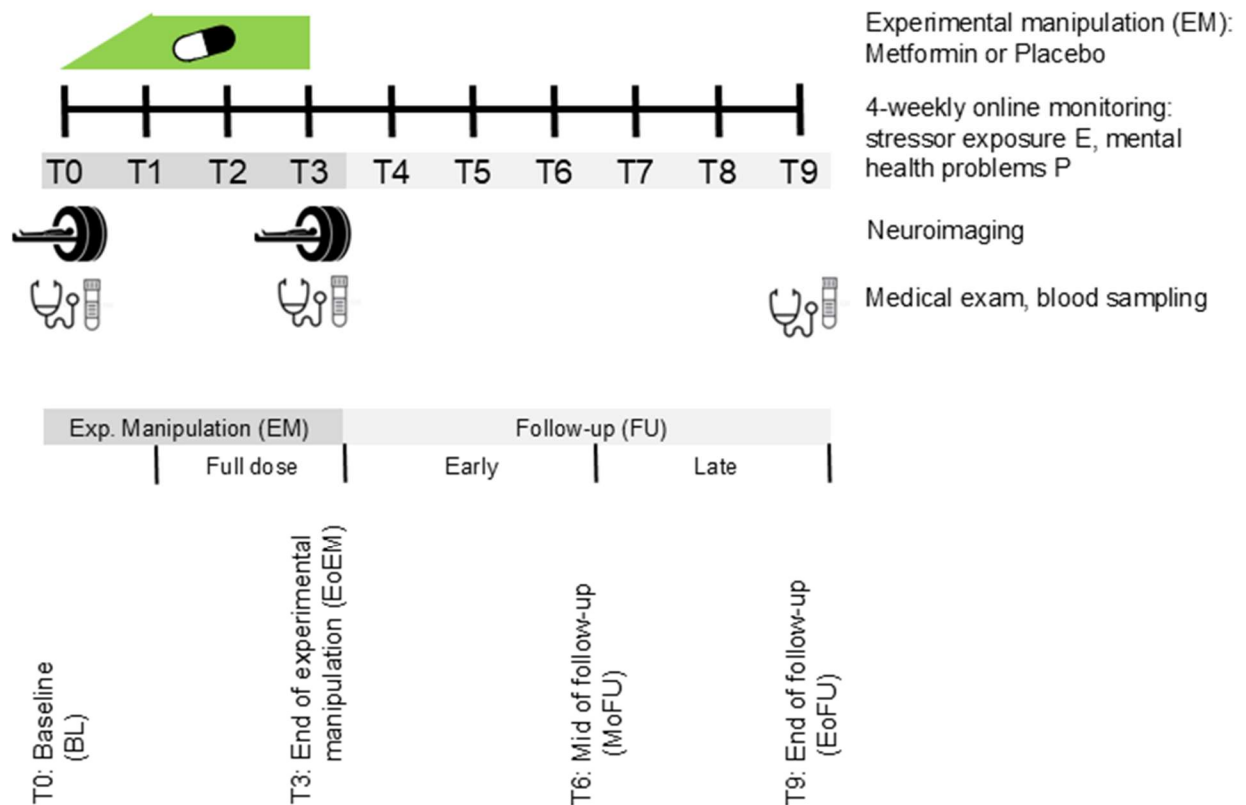 Experimental manipulation (EM):
Metformin or Placebo
4-weekly online monitoring:
stressor exposure E, mental
health problems P
T0 T1 T2 T3 T4 T5 T6 T7 T8 T9
Neuroimaging
Medical exam, blood sampling
Exp. Manipulation (EM) Follow-up (FU)
Full dose Early Late
T0: Baseline
(BL)
T3: End of experimental
manipulation (EoEM)
T6: Mid of follow-up
(MoFU)
T9: End of follow-up
(EoFU)